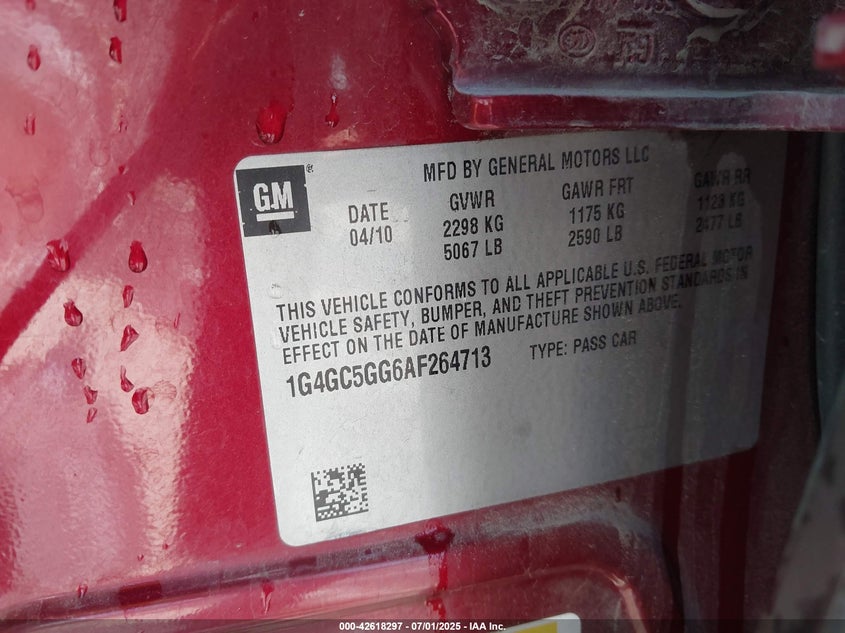 GM
MFD BY GENERAL MOTORS LLC
DATE
04/10
GVWR
2298 KG
5067 LB
GAWR FRT
1175 KG
2590 LB
GAWR RR
1123 KG
2477 LB
THIS VEHICLE CONFORMS TO ALL APPLICABLE U.S. FEDERAL MOTOR
VEHICLE SAFETY, BUMPER, AND THEFT PREVENTION STANDARDS IN
EFFECT ON THE DATE OF MANUFACTURE SHOWN ABOVE.
1G4GC5GG6AF264713
TYPE: PASS CAR
000-42618297 - 07/01/2025 - IAA Inc.